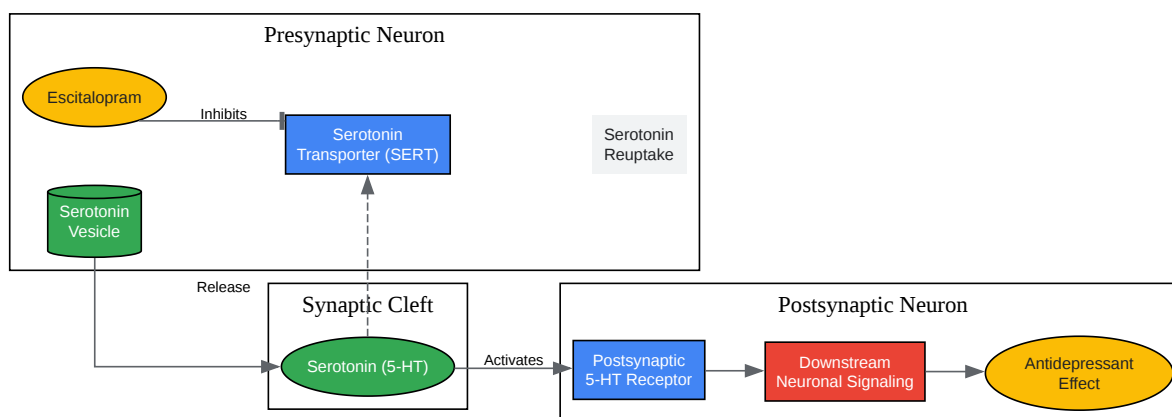 Presynaptic Neuron
Escitalopram
Inhibits
Serotonin
Transporter (SERT)
Serotonin
Reuptake
Serotonin
Vesicle
Release
Synaptic Cleft
Serotonin (5-HT)
Activates
Postsynaptic Neuron
Postsynaptic
5-HT Receptor
Downstream
Neuronal Signaling
Antidepressant
Effect